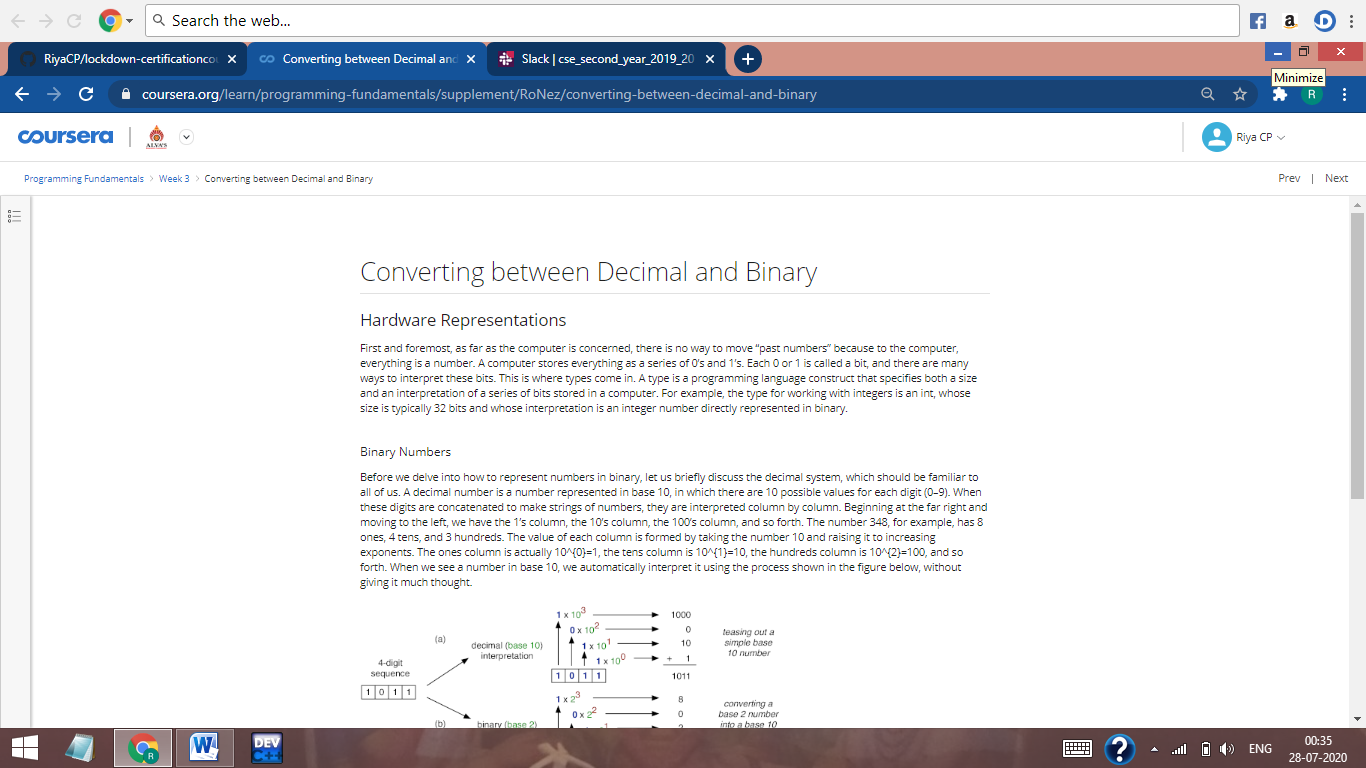 Search the web...
RiyaCP/lockdown-certificationcou
Converting between Decimal and
Slack | cse_second_year_2019_20
Minimize
coursera.org/learn/programming-fundamentals/supplement/RoNez/converting-between-decimal-and-binary
R
coursera
ALVA'S
Riya CP
Programming Fundamentals > Week 3 > Converting between Decimal and Binary
Prev | Next
Converting between Decimal and Binary
Hardware Representations
First and foremost, as far as the computer is concerned, there is no way to move “past numbers” because to the computer,
everything is a number. A computer stores everything as a series of 0’s and 1’s. Each 0 or 1 is called a bit, and there are many
ways to interpret these bits. This is where types come in. A type is a programming language construct that specifies both a size
and an interpretation of a series of bits stored in a computer. For example, the type for working with integers is an int, whose
size is typically 32 bits and whose interpretation is an integer number directly represented in binary.
Binary Numbers
Before we delve into how to represent numbers in binary, let us briefly discuss the decimal system, which should be familiar to
all of us. A decimal number is a number represented in base 10, in which there are 10 possible values for each digit (0–9). When
these digits are concatenated to make strings of numbers, they are interpreted column by column. Beginning at the far right and
moving to the left, we have the 1’s column, the 10’s column, the 100’s column, and so forth. The number 348, for example, has 8
ones, 4 tens, and 3 hundreds. The value of each column is formed by taking the number 10 and raising it to increasing
exponents. The ones column is actually 10^{0}=1, the tens column is 10^{1}=10, the hundreds column is 10^{2}=100, and so
forth. When we see a number in base 10, we automatically interpret it using the process shown in the figure below, without
giving it much thought.
4-digit
sequence
1 0 1 1
(a)
decimal (base 10)
interpretation
1 x 10³ 1000
0 x 10² 0
1 x 10¹ 10
1 x 10⁰ + 1
1 0 1 1 1011
teasing out a
simple base
10 number
(b)
binary (base 2)
1 x 2³ 8
0 x 2² 0
converting a
base 2 number
into a base 10
R
W
DEV
C++
?
ENG
00:35
28-07-2020